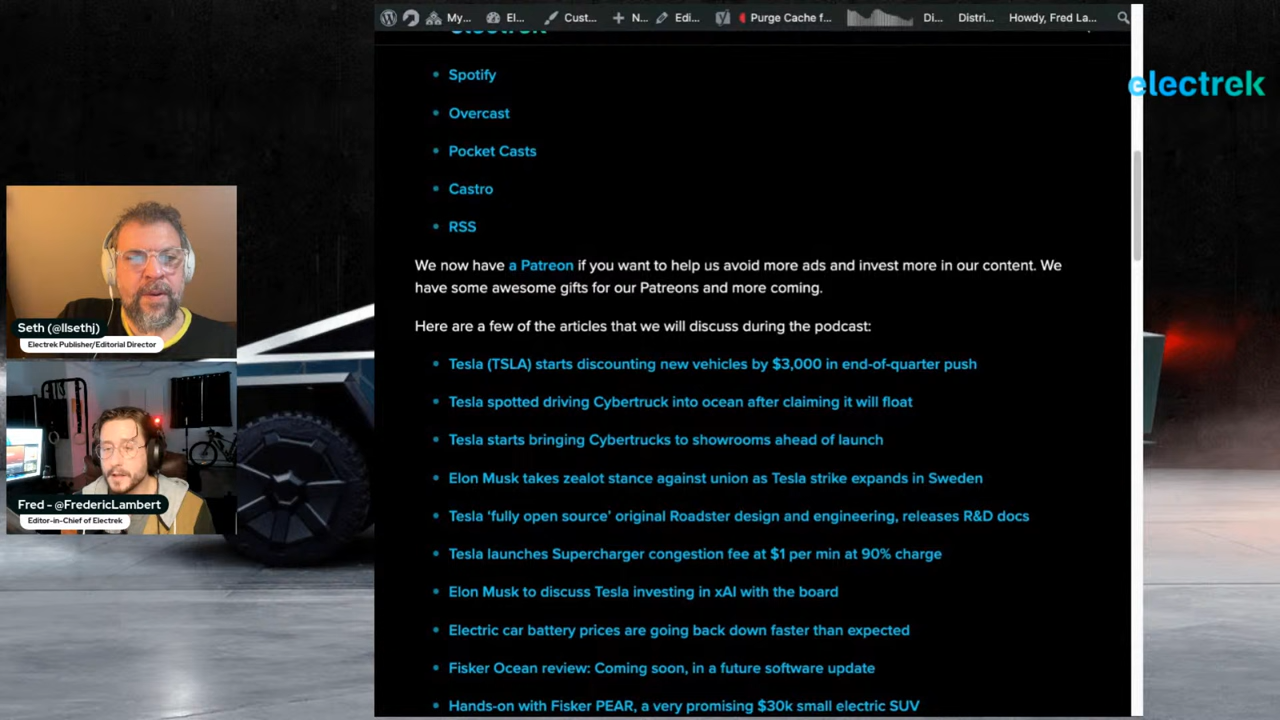 My...
El...
Cust...
N...
Edi...
Purge Cache f...
Di...
Distri...
Howdy, Fred La...
electrek
electrek
Spotify
Overcast
Pocket Casts
Castro
RSS
We now have a Patreon if you want to help us avoid more ads and invest more in our content. We
have some awesome gifts for our Patreons and more coming.
Here are a few of the articles that we will discuss during the podcast:
Tesla (TSLA) starts discounting new vehicles by $3,000 in end-of-quarter push
Tesla spotted driving Cybertruck into ocean after claiming it will float
Tesla starts bringing Cybertrucks to showrooms ahead of launch
Elon Musk takes zealot stance against union as Tesla strike expands in Sweden
Tesla ‘fully open source’ original Roadster design and engineering, releases R&D docs
Tesla launches Supercharger congestion fee at $1 per min at 90% charge
Elon Musk to discuss Tesla investing in xAI with the board
Electric car battery prices are going back down faster than expected
Fisker Ocean review: Coming soon, in a future software update
Hands-on with Fisker PEAR, a very promising $30k small electric SUV
Seth (@llsethj)
Electrek Publisher/Editorial Director
Fred - @FredericLambert
Editor-in-Chief of Electrek